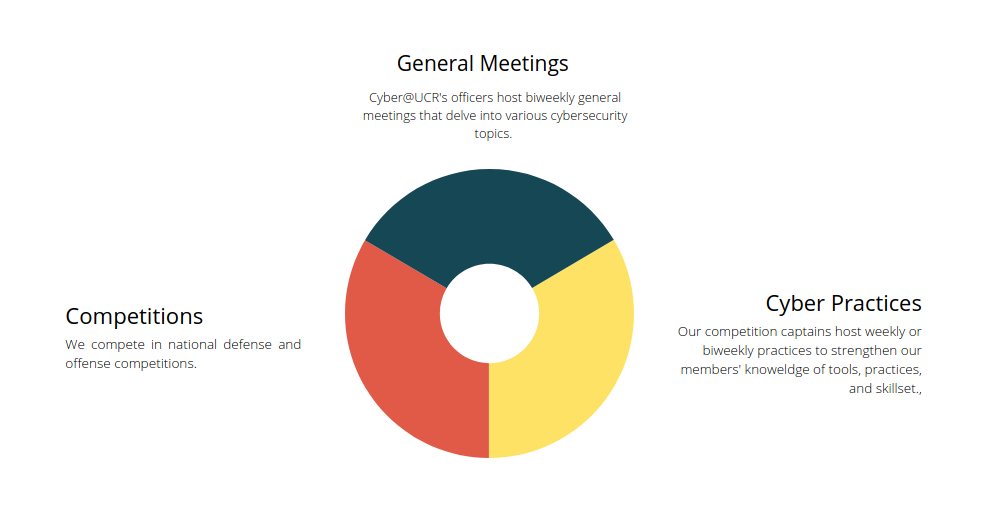 General Meetings
Cyber@UCR's officers host biweekly general
meetings that delve into various cybersecurity
topics.
Competitions
We compete in national defense and
offense competitions.
Cyber Practices
Our competition captains host weekly or
biweekly practices to strengthen our
members' knoweldge of tools, practices,
and skillset.,